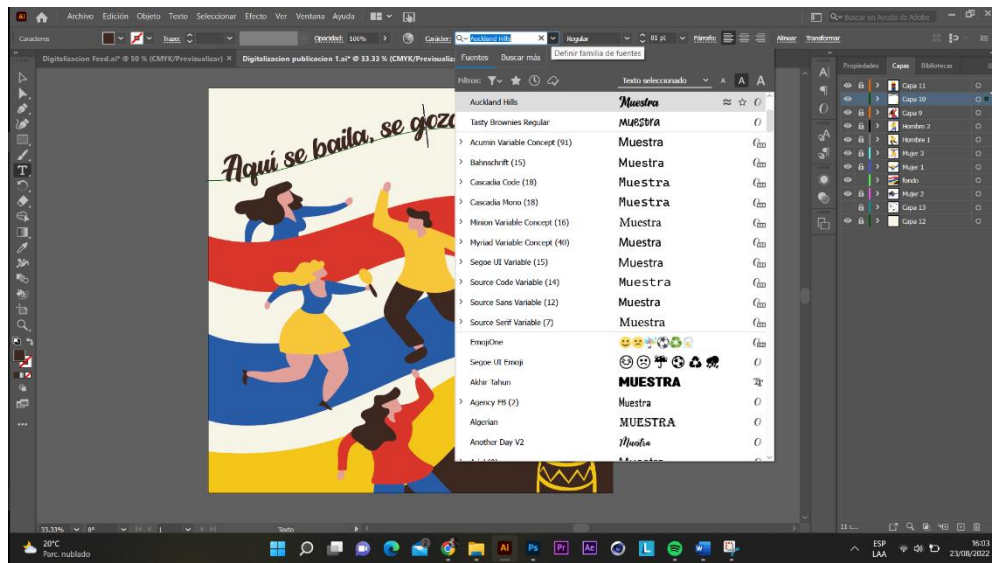 Ai Archivo Edición Objeto Texto Seleccionar Efecto Ver Ventana Ayuda
Caracteres Trazo: Opacidad: 100% Carácter: Auckland Hills Regular Párrafo: Alinear Transformar
Definir familia de fuentes
Digitalizacion Feed.ai* @ 50 % (CMYK/Previsualizar) × Digitalizacion publicacion 1.ai* @ 33.33 % (CMYK/Previsualiz
Fuentes Buscar más
Filtros: Texto seleccionado A A A
Auckland Hills Muestra
Tasty Brownies Regular Muestra
Acumin Variable Concept (91) Muestra
Bahnschrift (15) Muestra
Cascadia Code (18) Muestra
Cascadia Mono (18) Muestra
Minion Variable Concept (16) Muestra
Myriad Variable Concept (40) Muestra
Segoe UI Variable (15) Muestra
Source Code Variable (14) Muestra
Source Sans Variable (12) Muestra
Source Serif Variable (7) Muestra
EmojiOne
Segoe UI Emoji
Akhir Tahun MUESTRA
Agency FB (2) Muestra
Algerian MUESTRA
Another Day V2 Muestra
Aquí se baila, se goza
Propiedades Capas Bibliotecas
Capa 11
Capa 10
Capa 9
Hombre 2
Hombre 1
Mujer 3
Mujer 1
fondo
Mujer 2
Capa 13
Capa 12
33.33% 0° 1 Texto
20°C
Parc. nublado
Ai Ps Pr Ae L
ESP
LAA
16:03
23/08/2022